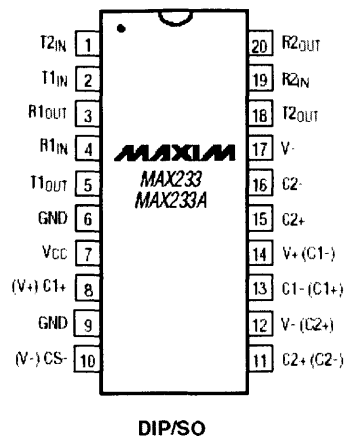 T2IN 1 20 R2OUT
T1IN 2 19 R2IN
R1OUT 3 18 T2OUT
R1IN 4 MAXIM 17 V-
T1OUT 5 MAX233 16 C2-
GND 6 MAX233A 15 C2+
VCC 7 14 V+ (C1-)
(V+) C1+ 8 13 C1- (C1+)
GND 9 12 V- (C2+)
(V-) CS- 10 11 C2+ (C2-)
DIP/SO